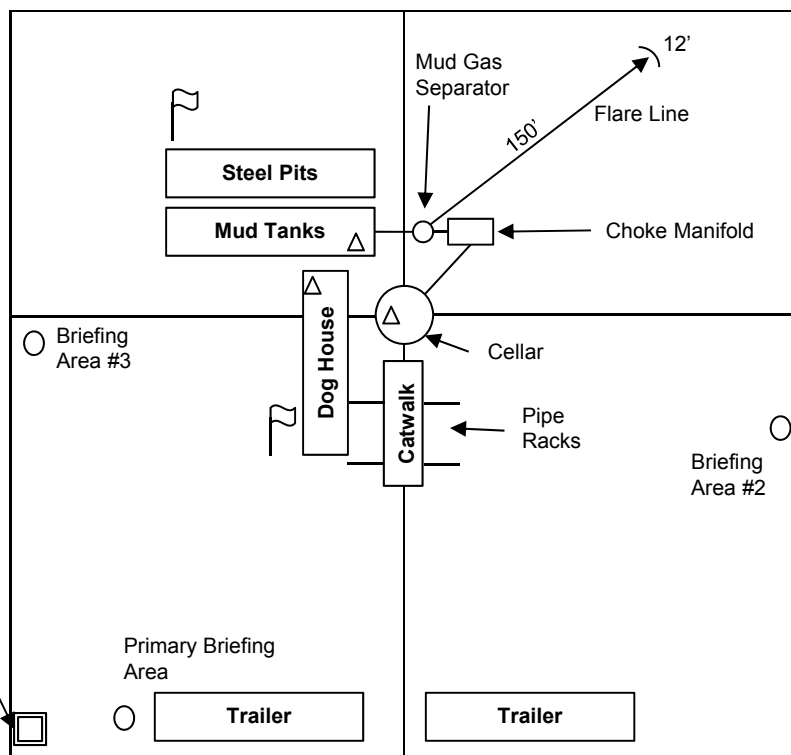 12’
Mud Gas
Separator
Flare Line
150’
Steel Pits
Mud Tanks
Choke Manifold
Briefing
Area #3
Dog House
Cellar
Catwalk
Pipe
Racks
Briefing
Area #2
Primary Briefing
Area
Trailer
Trailer